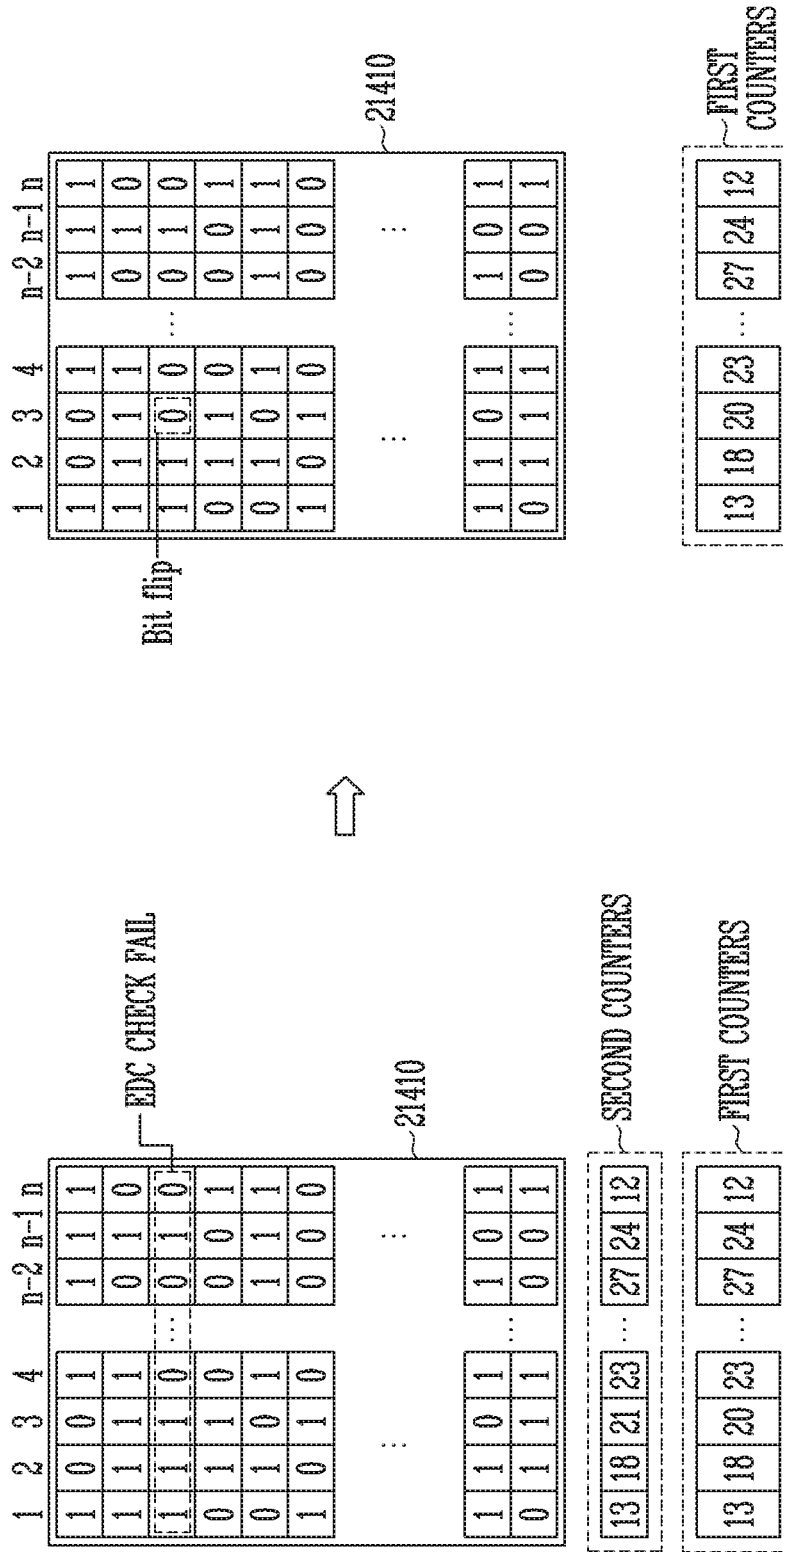 1 2 3 4 n-2 n-1 n
1 0 0 1 1 1 1
1 1 1 1 0 1 0
1 1 1 0 ... 0 1 0
0 1 1 0 0 0 1
0 1 0 1 1 1 1
1 0 1 0 0 0 0
... ...
1 1 0 1 ... 1 0 1
0 1 1 1 0 0 1
EDC CHECK FAIL
21410
13 18 21 23 ... 27 24 12
SECOND COUNTERS
13 18 20 23 ... 27 24 12
FIRST COUNTERS
1 2 3 4 n-2 n-1 n
1 0 0 1 1 1 1
1 1 1 1 0 1 0
1 1 0 0 ... 0 1 0
0 1 1 0 0 0 1
0 1 0 1 1 1 1
1 0 1 0 0 0 0
... ...
1 1 0 1 ... 1 0 1
0 1 1 1 0 0 1
Bit flip
21410
13 18 20 23 ... 27 24 12
FIRST
COUNTERS